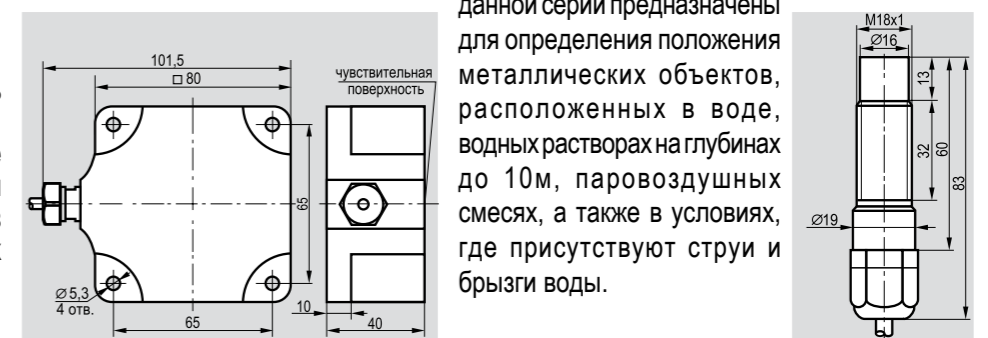 101,5
□ 80
65
Ø 5,3
4 отв.
65
чувствительная
поверхность
10
40
данной серии предназначены
для определения положения
металлических объектов,
расположенных в воде,
водных растворах на глубинах
до 10м, паровоздушных
смесях, а также в условиях,
где присутствуют струи и
брызги воды.
M18x1
Ø16
13
32
60
83
Ø19